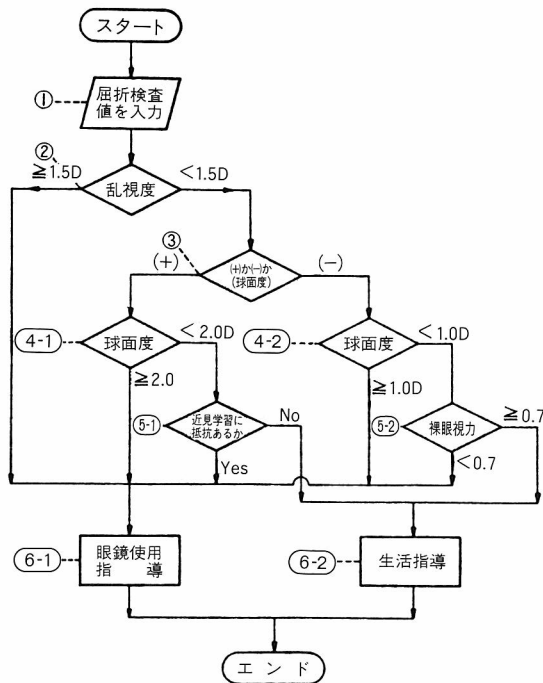 スタート
①
屈折検査
値を入力
②
≧1.5D
<1.5D
乱視度
③
(+)
(+)か(−)か
(球面度)
(−)
4-1
球面度
<2.0D
≧2.0
4-2
球面度
<1.0D
≧1.0D
5-1
近見学習に
抵抗あるか
No
Yes
5-2
裸眼視力
≧0.7
<0.7
6-1
眼鏡使用
指 導
6-2
生活指導
エンド